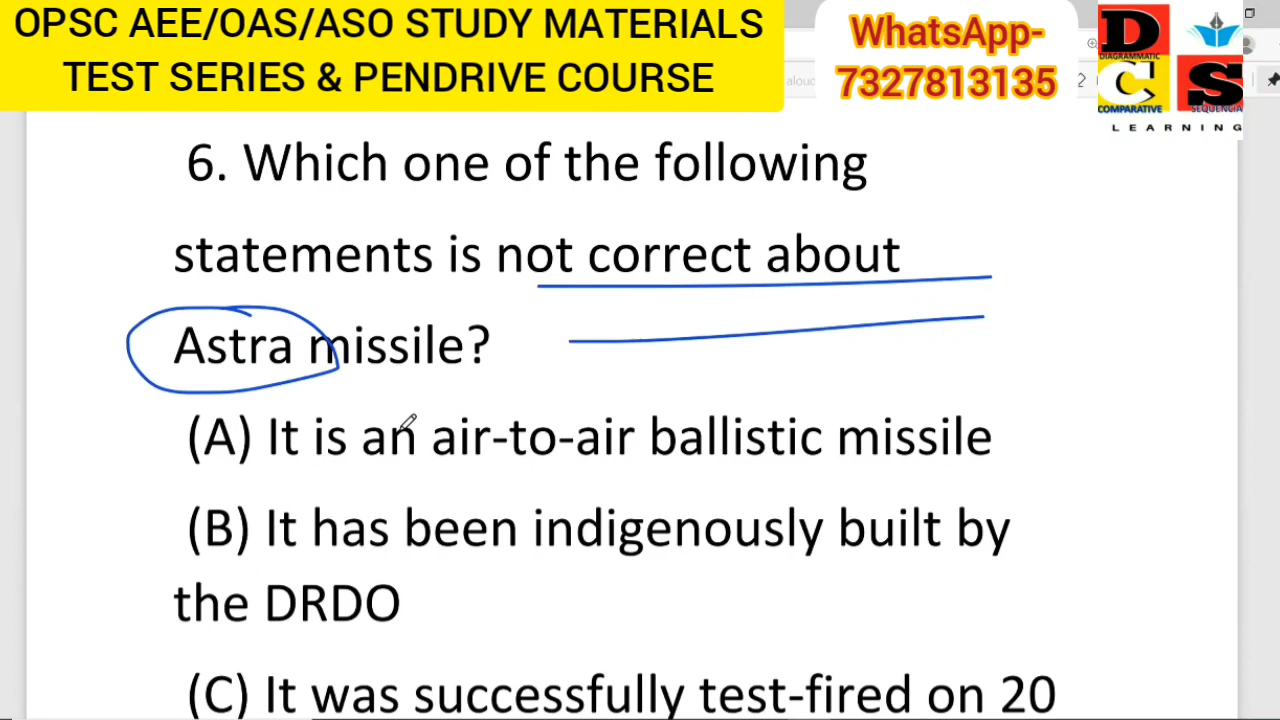 OPSC AEE/OAS/ASO STUDY MATERIALS
TEST SERIES & PENDRIVE COURSE
WhatsApp-
7327813135
D
DIAGRAMMATIC
C
COMPARATIVE
S
LEARNING
aloud
6. Which one of the following
statements is not correct about
Astra missile?
(A) It is an air-to-air ballistic missile
(B) It has been indigenously built by
the DRDO
(C) It was successfully test-fired on 20